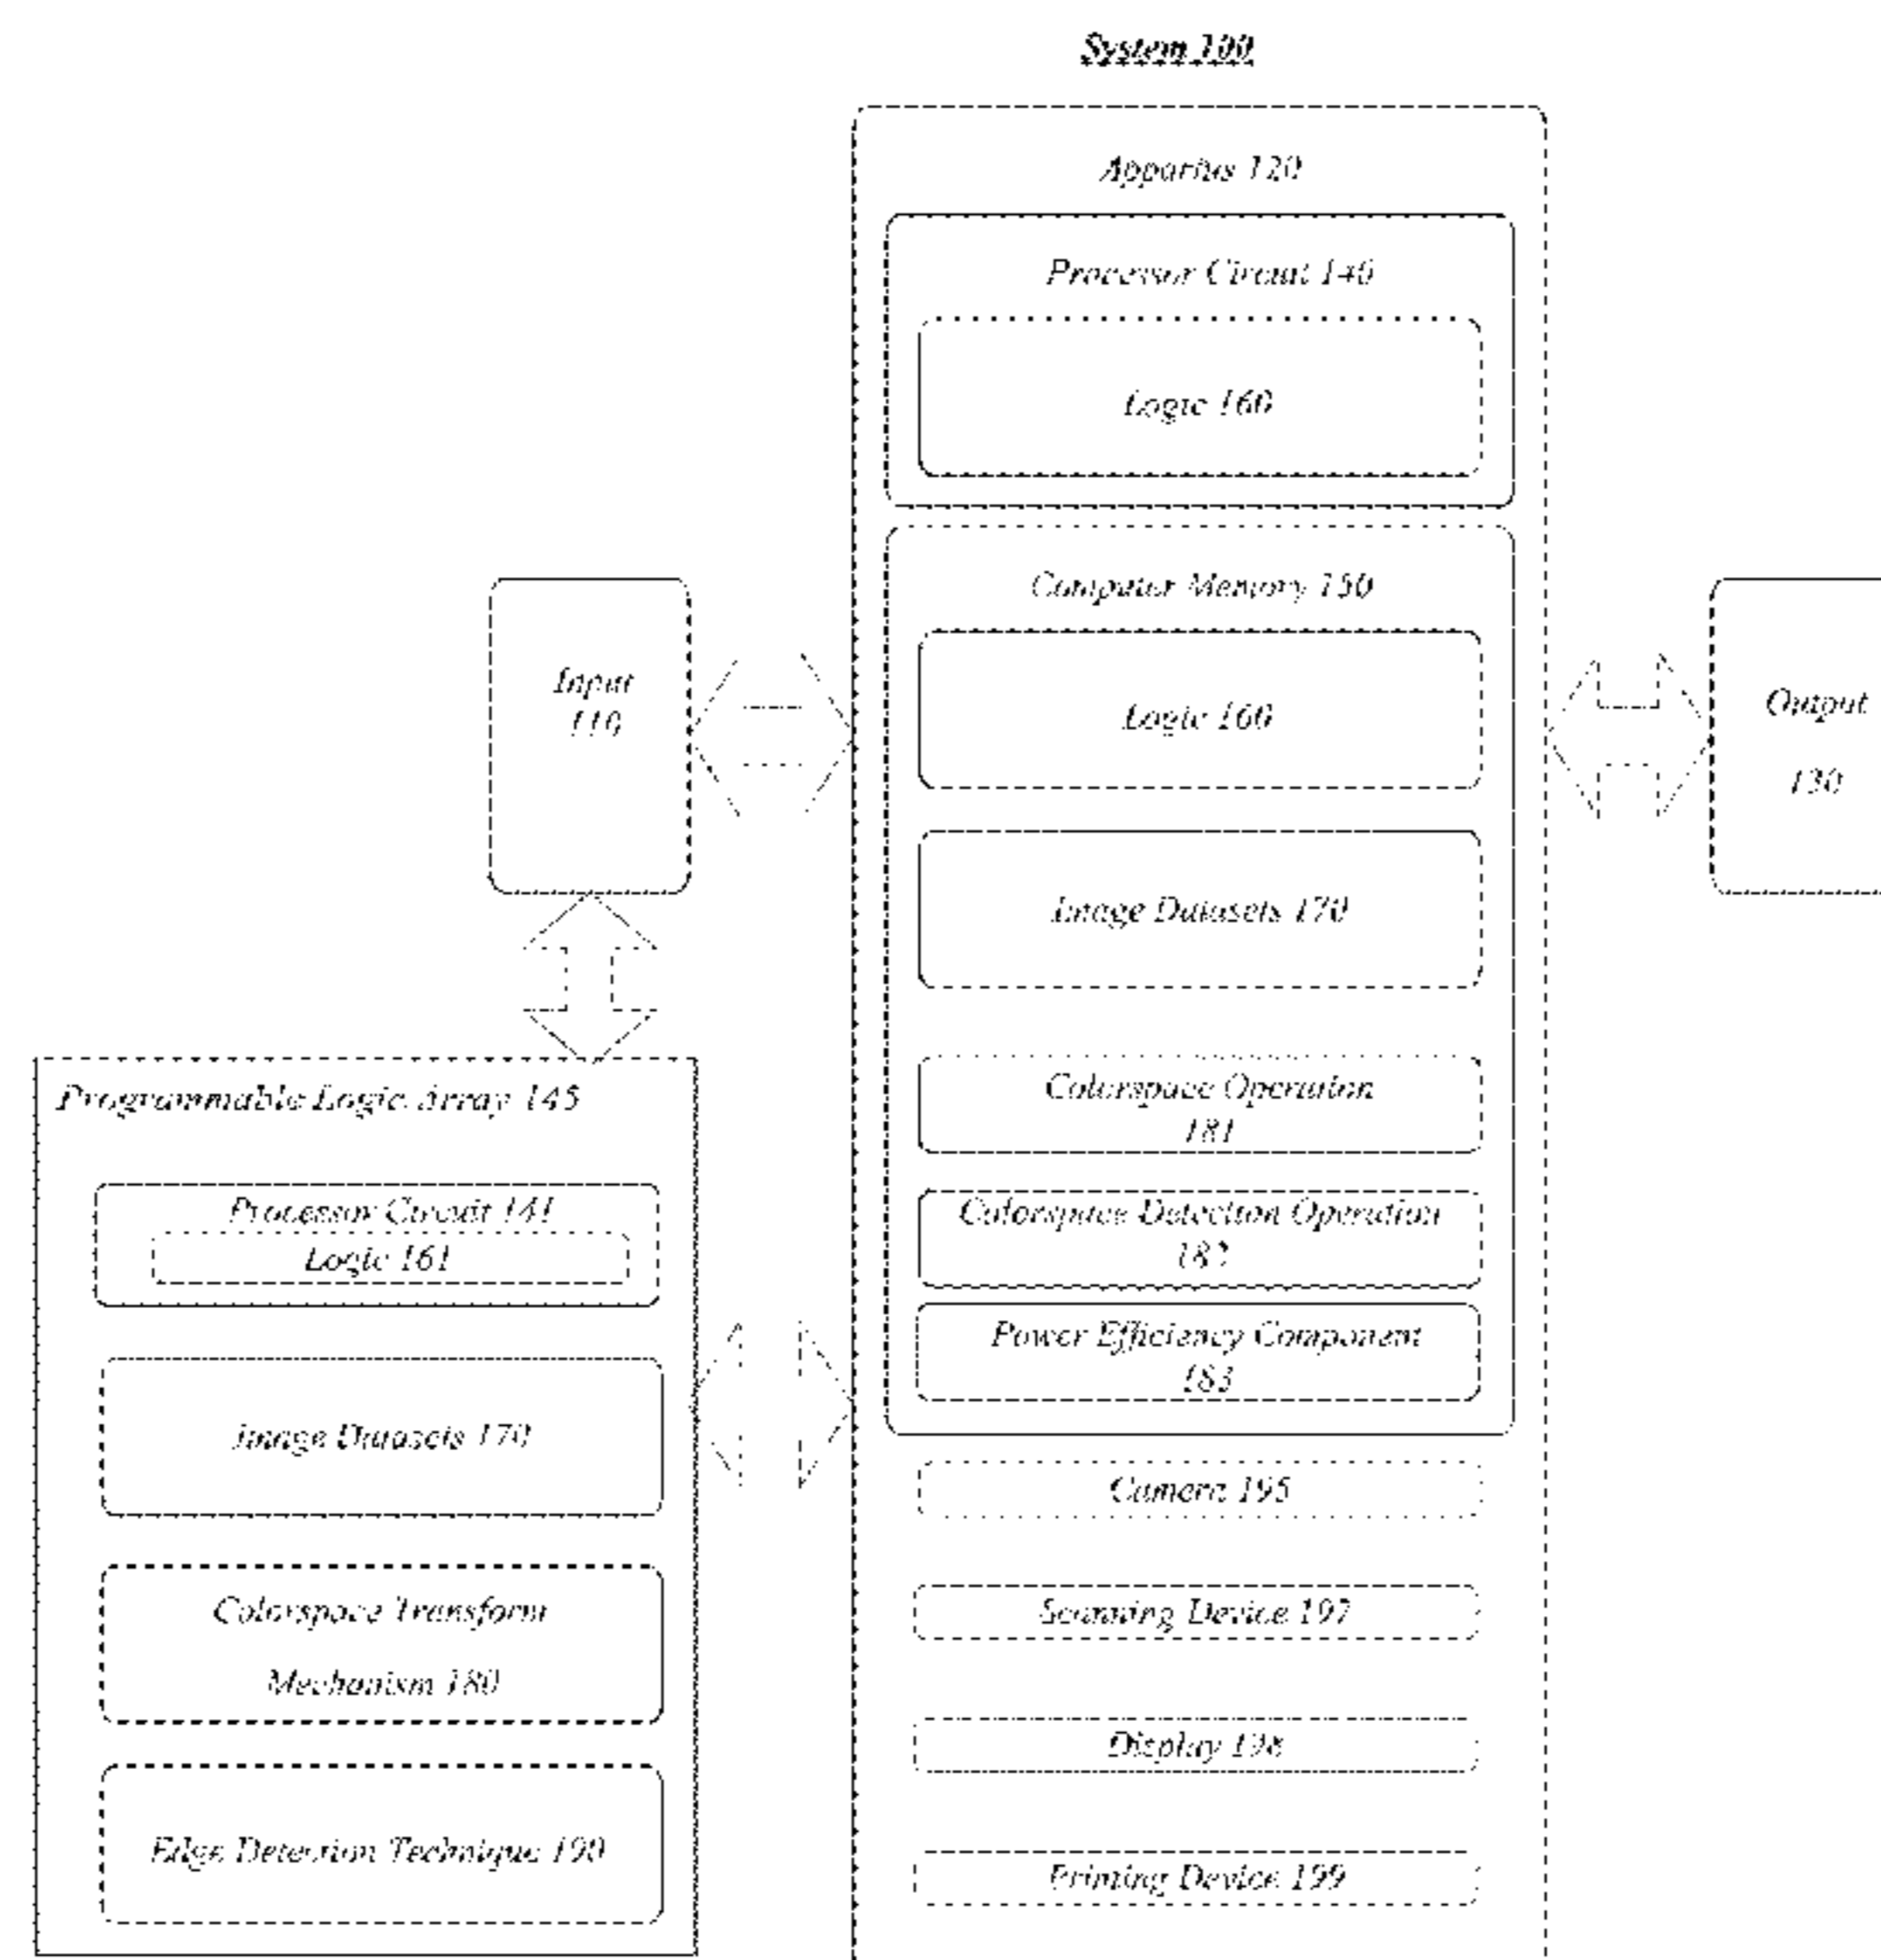 System 100
Apparatus 120
Processor Circuit 140
Logic 160
Computer Memory 150
Logic 160
Image Datasets 170
Colorspace Operation
181
Colorspace Detection Operation
182
Power Efficiency Component
183
Camera 195
Scanning Device 197
Display 198
Printing Device 199
Input
110
Output
130
Programmable Logic Array 145
Processor Circuit 141
Logic 161
Image Datasets 170
Colorspace Transform
Mechanism 180
Edge Detection Technique 190